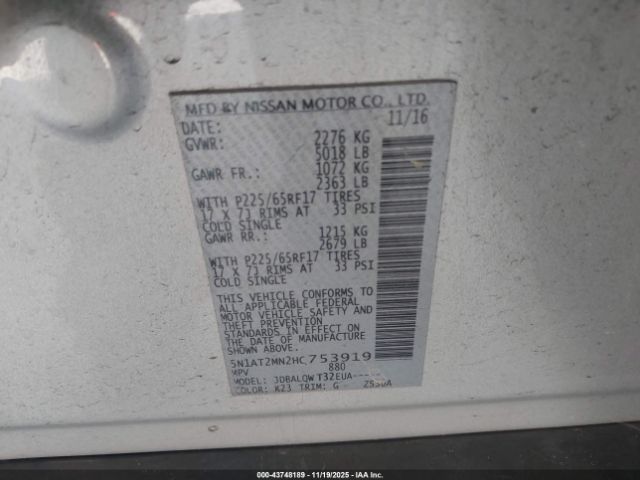 MFD BY NISSAN MOTOR CO., LTD.
DATE: 11/16
GVWR: 2276 KG
5018 LB
GAWR FR.: 1072 KG
2363 LB
WITH P225/65RF17 TIRES
17 X 7J RIMS AT 33 PSI
COLD SINGLE
GAWR RR.: 1215 KG
2679 LB
WITH P225/65RF17 TIRES
17 X 7J RIMS AT 33 PSI
COLD SINGLE
THIS VEHICLE CONFORMS TO
ALL APPLICABLE FEDERAL
MOTOR VEHICLE SAFETY AND
THEFT PREVENTION
STANDARDS IN EFFECT ON
THE DATE OF MANUFACTURE
SHOWN ABOVE.
5N1AT2MN2HC753919
MPV 880
MODEL: JDBALQWT32EUA-----
COLOR: K23 TRIM: G
000-43748189 - 11/19/2025 - IAA Inc.